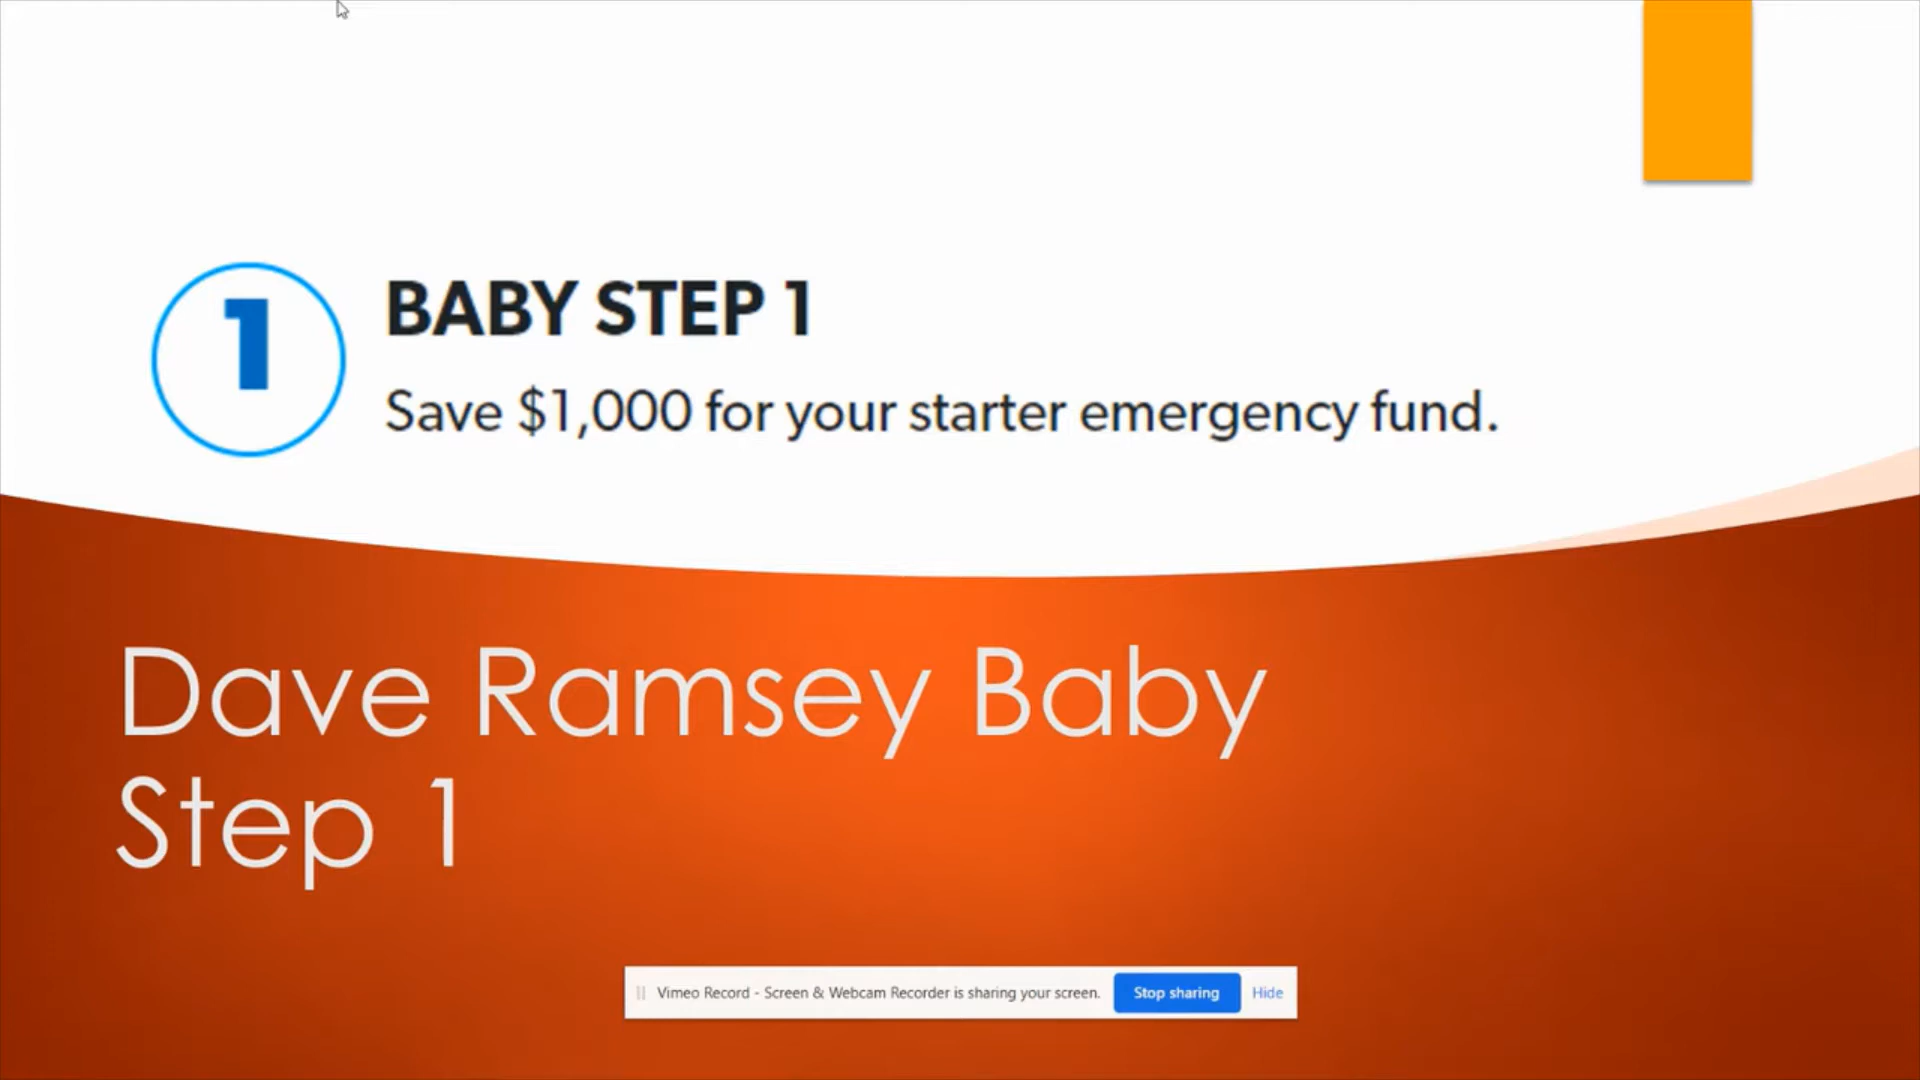 1
BABY STEP 1
Save $1,000 for your starter emergency fund.
Dave Ramsey Baby
Step 1
Vimeo Record - Screen & Webcam Recorder is sharing your screen. Stop sharing Hide